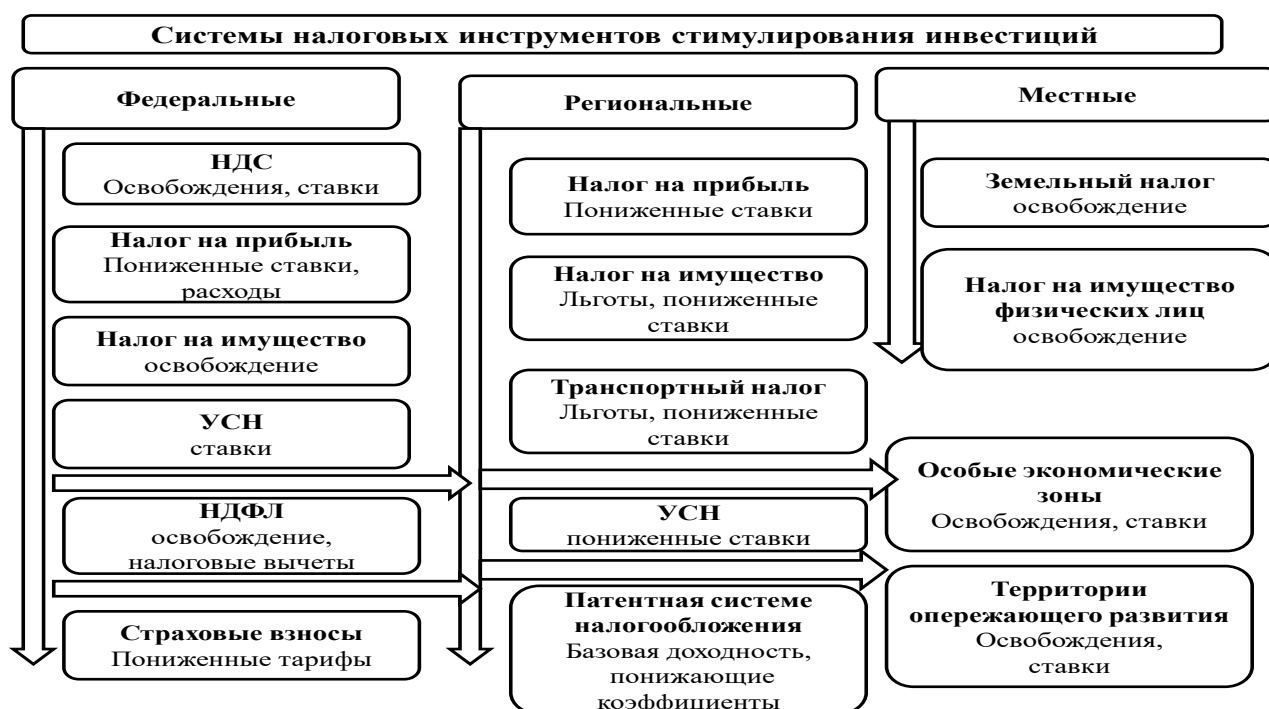 Системы налоговых инструментов стимулирования инвестиций
Федеральные
НДС
Освобождения, ставки
Налог на прибыль
Пониженные ставки,
расходы
Налог на имущество
освобождение
УСН
ставки
НДФЛ
освобождение,
налоговые вычеты
Страховые взносы
Пониженные тарифы
Региональные
Налог на прибыль
Пониженные ставки
Налог на имущество
Льготы, пониженные
ставки
Транспортный налог
Льготы, пониженные
ставки
УСН
пониженные ставки
Патентная системе
налогообложения
Базовая доходность,
понижающие
коэффициенты
Местные
Земельный налог
освобождение
Налог на имущество
физических лиц
освобождение
Особые экономические
зоны
Освобождения, ставки
Территории
опережающего развития
Освобождения,
ставки